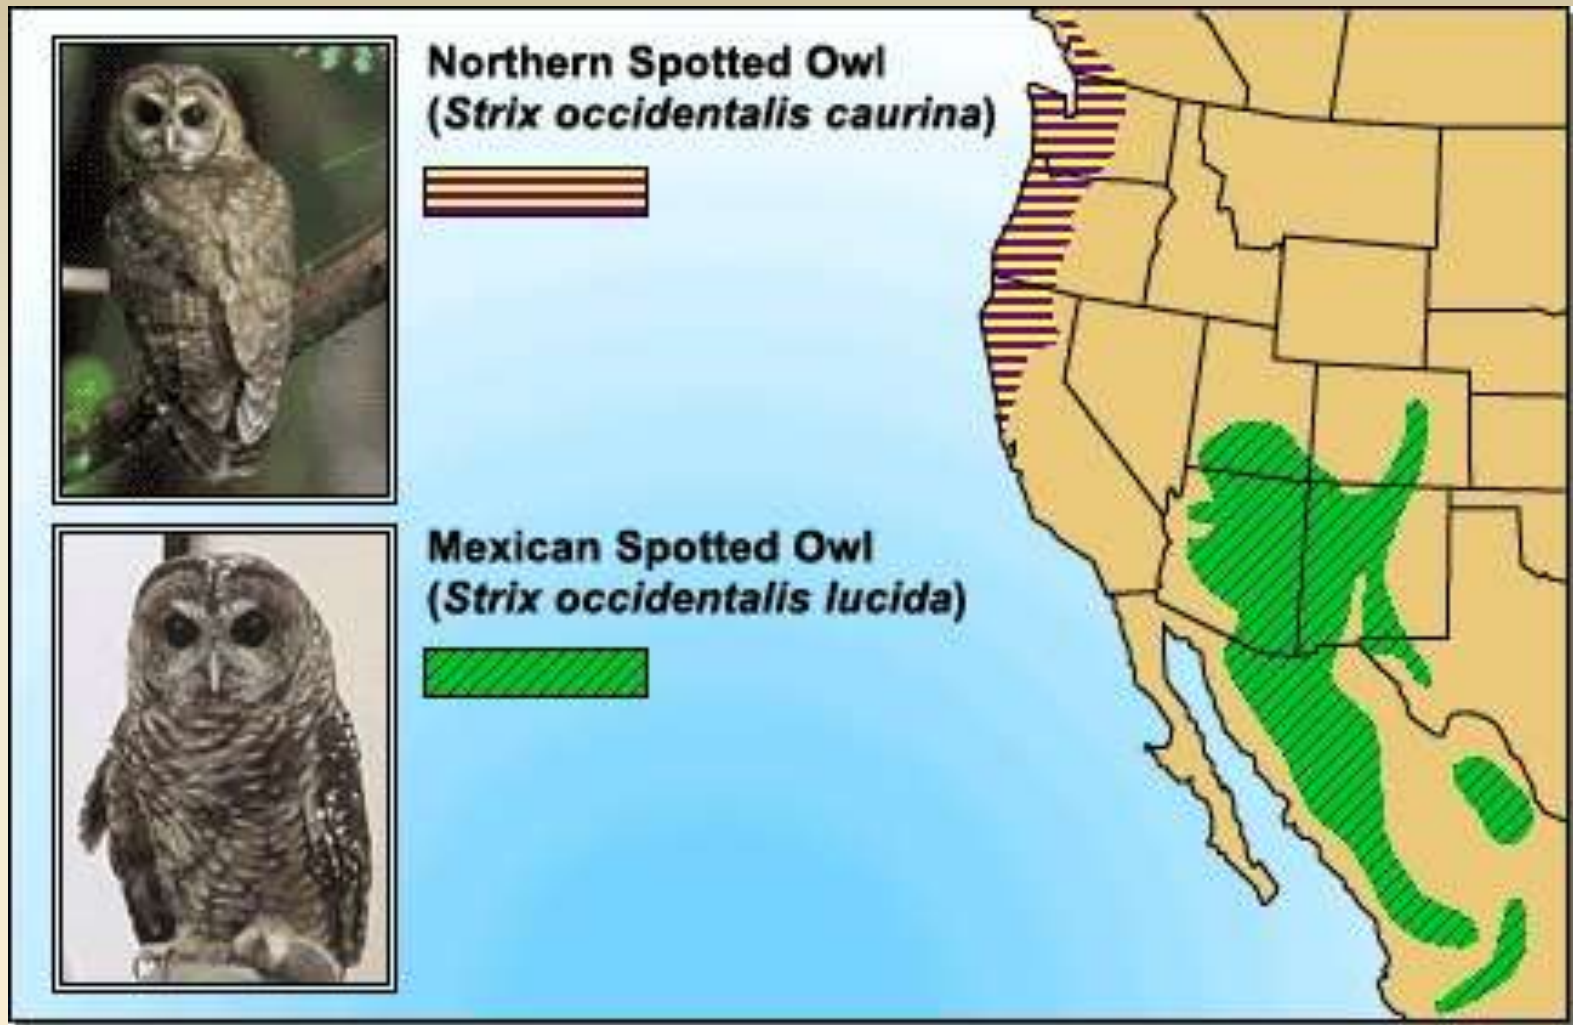 Northern Spotted Owl
(Strix occidentalis caurina)
Mexican Spotted Owl
(Strix occidentalis lucida)